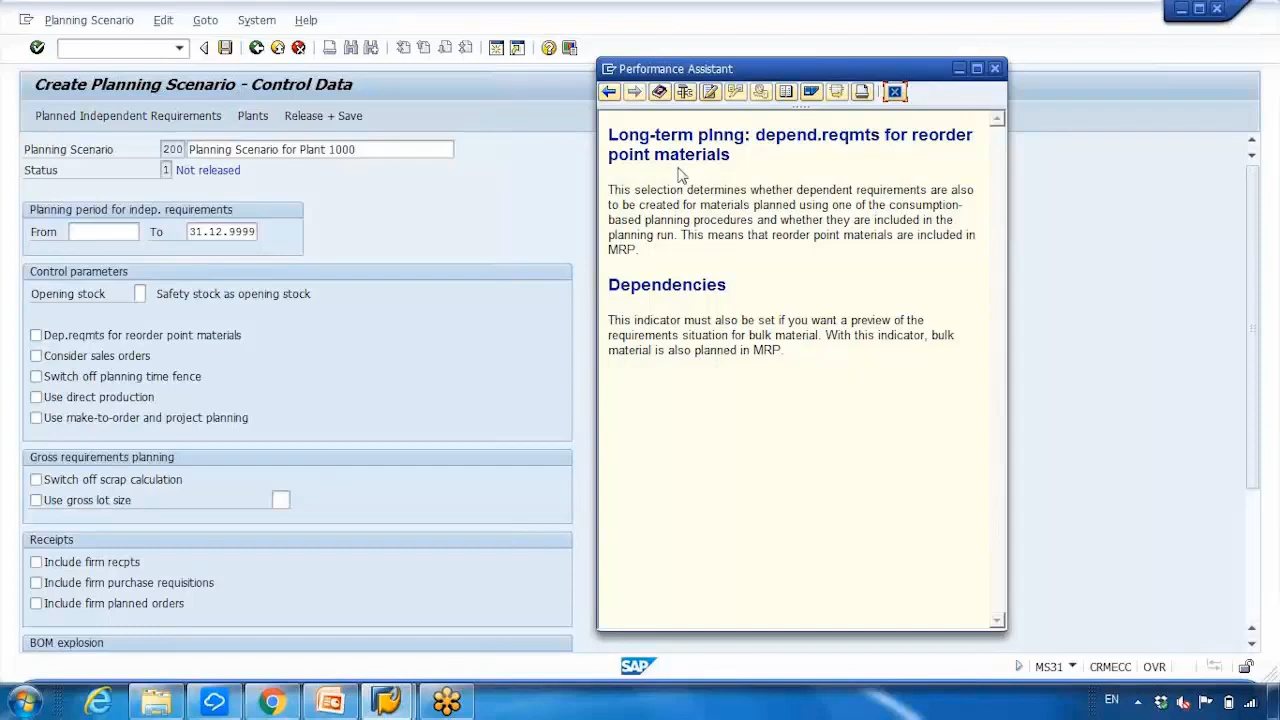 Planning Scenario Edit Goto System Help
Create Planning Scenario - Control Data
Planned Independent Requirements Plants Release + Save
Planning Scenario 200 Planning Scenario for Plant 1000
Status 1 Not released
Planning period for indep. requirements
From To 31.12.9999
Control parameters
Opening stock Safety stock as opening stock
Dep.reqmts for reorder point materials
Consider sales orders
Switch off planning time fence
Use direct production
Use make-to-order and project planning
Gross requirements planning
Switch off scrap calculation
Use gross lot size
Receipts
Include firm recpts
Include firm purchase requisitions
Include firm planned orders
BOM explosion
Performance Assistant
Long-term plnng: depend.reqmts for reorder
point materials
This selection determines whether dependent requirements are also
to be created for materials planned using one of the consumption-
based planning procedures and whether they are included in the
planning run. This means that reorder point materials are included in
MRP.
Dependencies
This indicator must also be set if you want a preview of the
requirements situation for bulk material. With this indicator, bulk
material is also planned in MRP.
SAP
MS31 CRMECC OVR
EN